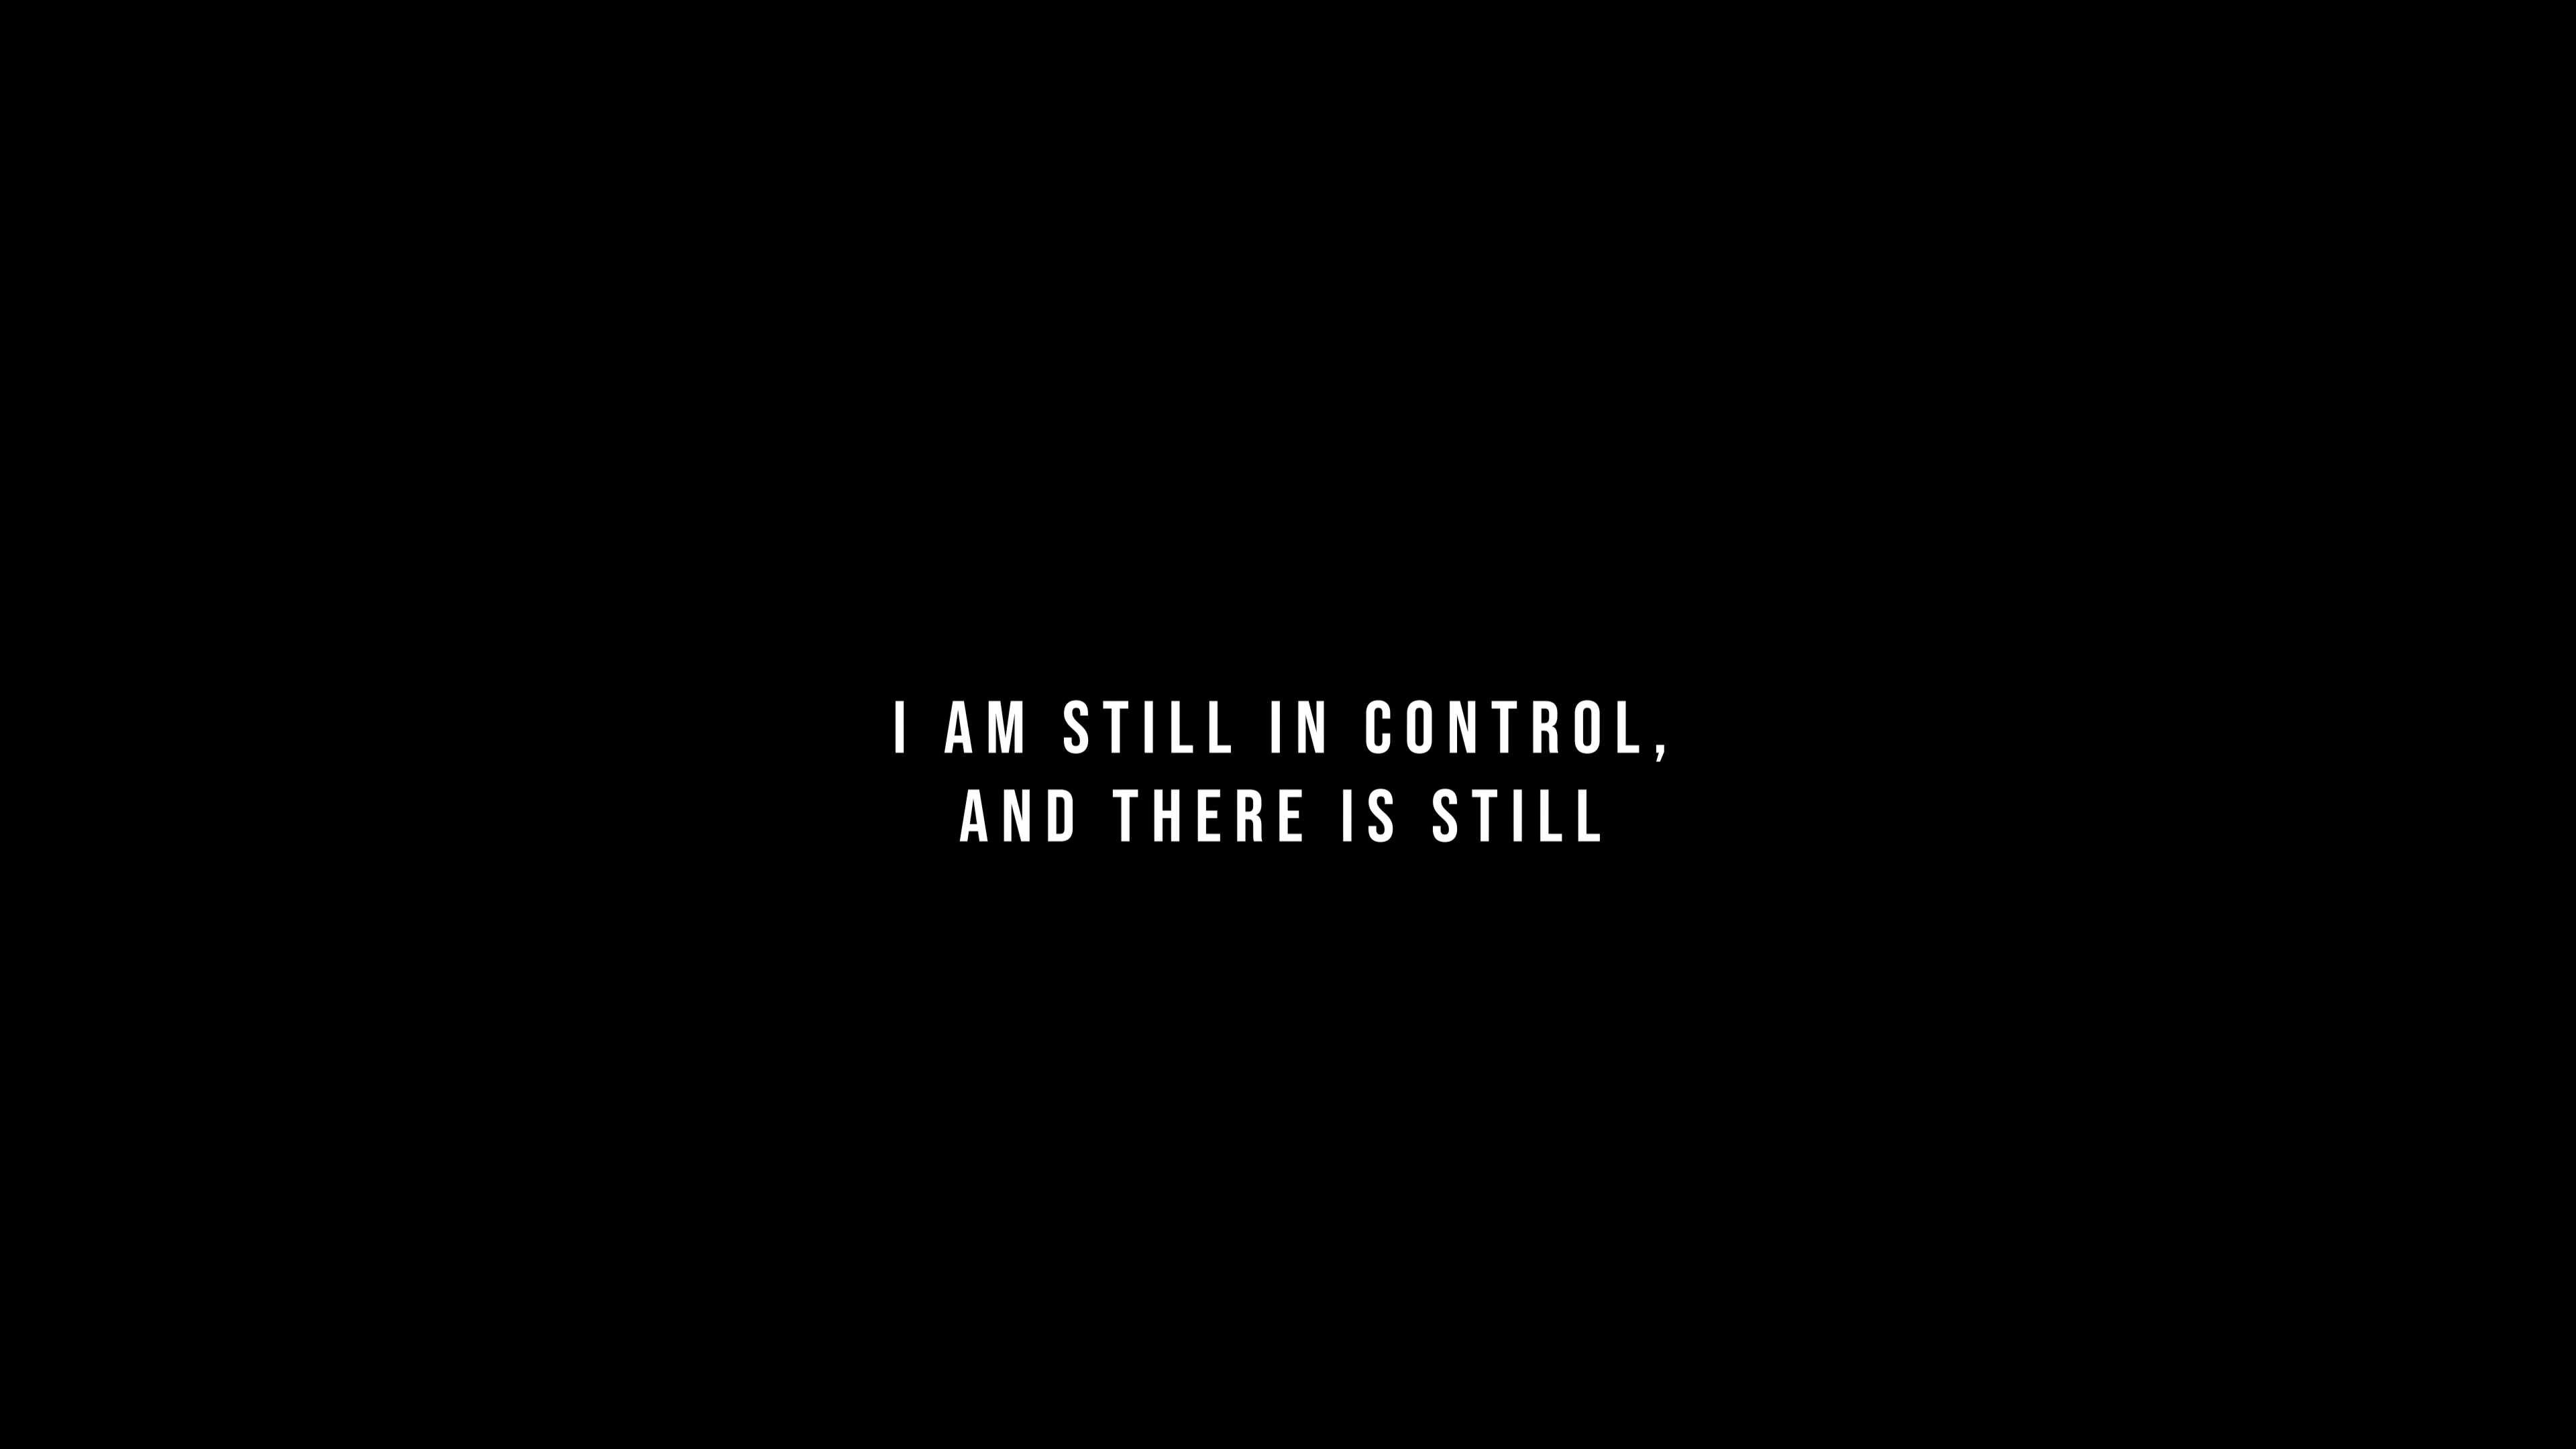 I AM STILL IN CONTROL,
AND THERE IS STILL